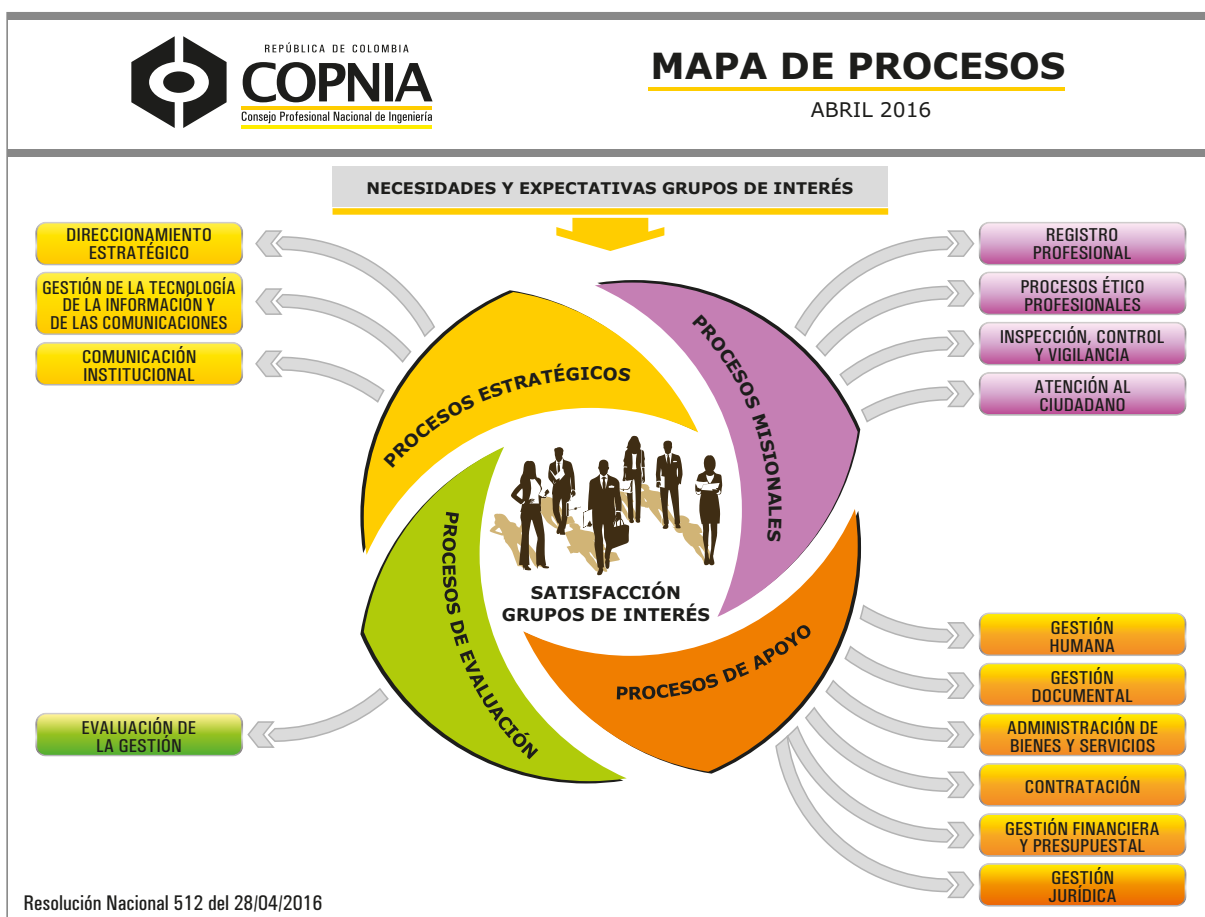 REPÚBLICA DE COLOMBIA
COPNIA
Consejo Profesional Nacional de Ingeniería
MAPA DE PROCESOS
ABRIL 2016
NECESIDADES Y EXPECTATIVAS GRUPOS DE INTERÉS
DIRECCIONAMIENTO
ESTRATÉGICO
GESTIÓN DE LA TECNOLOGÍA
DE LA INFORMACIÓN Y
DE LAS COMUNICACIONES
COMUNICACIÓN
INSTITUCIONAL
PROCESOS ESTRATÉGICOS
PROCESOS MISIONALES
REGISTRO
PROFESIONAL
PROCESOS ÉTICO
PROFESIONALES
INSPECCIÓN, CONTROL
Y VIGILANCIA
ATENCIÓN AL
CIUDADANO
SATISFACCIÓN
GRUPOS DE INTERÉS
PROCESOS DE EVALUACIÓN
PROCESOS DE APOYO
EVALUACIÓN DE
LA GESTIÓN
GESTIÓN
HUMANA
GESTIÓN
DOCUMENTAL
ADMINISTRACIÓN DE
BIENES Y SERVICIOS
CONTRATACIÓN
GESTIÓN FINANCIERA
Y PRESUPUESTAL
GESTIÓN
JURÍDICA
Resolución Nacional 512 del 28/04/2016